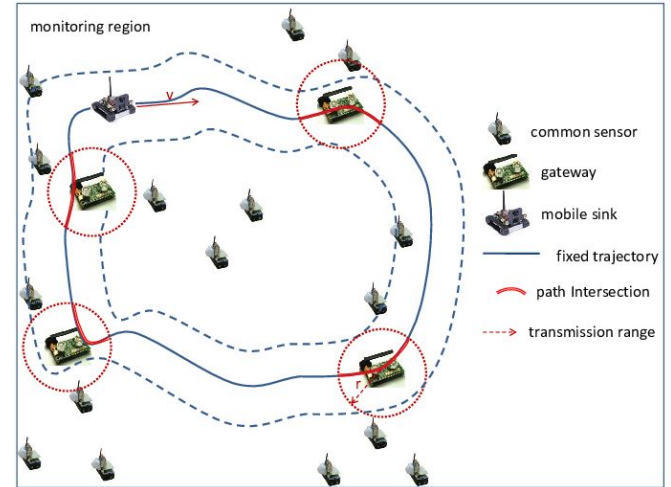 monitoring region
v
r
common sensor
gateway
mobile sink
fixed trajectory
path Intersection
transmission range